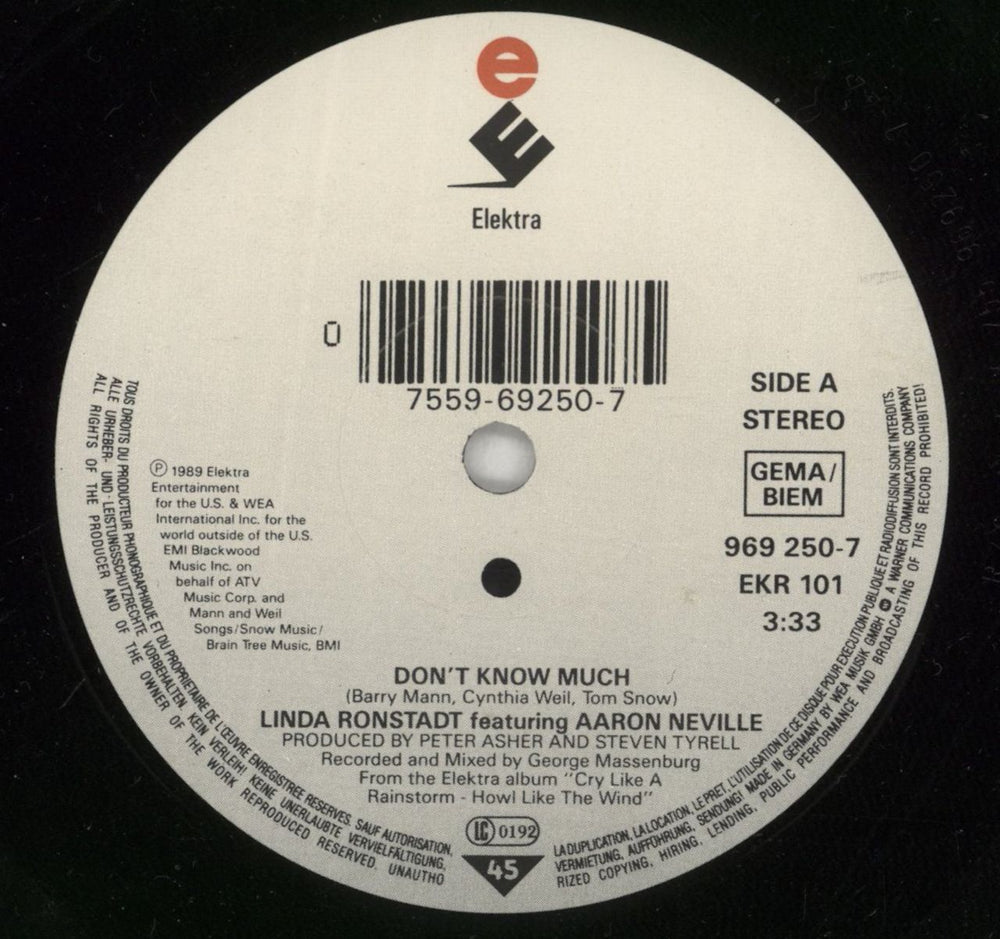 e
E
Elektra
0
7559-69250-7
SIDE A
STEREO
GEMA/
BIEM
969 250-7
EKR 101
3:33
Ⓟ 1989 Elektra
Entertainment
for the U.S. & WEA
International Inc. for the
world outside of the U.S.
EMI Blackwood
Music Inc. on
behalf of ATV
Music Corp. and
Mann and Weil
Songs/Snow Music/
Brain Tree Music, BMI
DON'T KNOW MUCH
(Barry Mann, Cynthia Weil, Tom Snow)
LINDA RONSTADT featuring AARON NEVILLE
PRODUCED BY PETER ASHER AND STEVEN TYRELL
Recorded and Mixed by George Massenburg
From the Elektra album "Cry Like A
Rainstorm - Howl Like The Wind"
LC 0192
45
TOUS DROITS DU PRODUCTEUR PHONOGRAPHIQUE ET DU PROPRIETAIRE DE L'ŒUVRE ENREGISTREE RESERVES. SAUF AUTORISATION, LA DUPLICATION, LA LOCATION, LE PRET, L'UTILISATION DE CE DISQUE POUR EXECUTION PUBLIQUE ET RADIODIFFUSION SONT INTERDITS.
ALLE URHEBER- UND LEISTUNGSSCHUTZRECHTE VORBEHALTEN. KEIN VERLEIH! KEINE UNERLAUBTE VERVIELFÄLTIGUNG, VERMIETUNG, AUFFÜHRUNG, SENDUNG! MADE IN GERMANY BY WEA MUSIK GMBH A WARNER COMMUNICATIONS COMPANY
ALL RIGHTS OF THE PRODUCER AND OF THE OWNER OF THE WORK REPRODUCED RESERVED. UNAUTHORIZED COPYING, HIRING, LENDING, PUBLIC PERFORMANCE AND BROADCASTING OF THIS RECORD PROHIBITED!